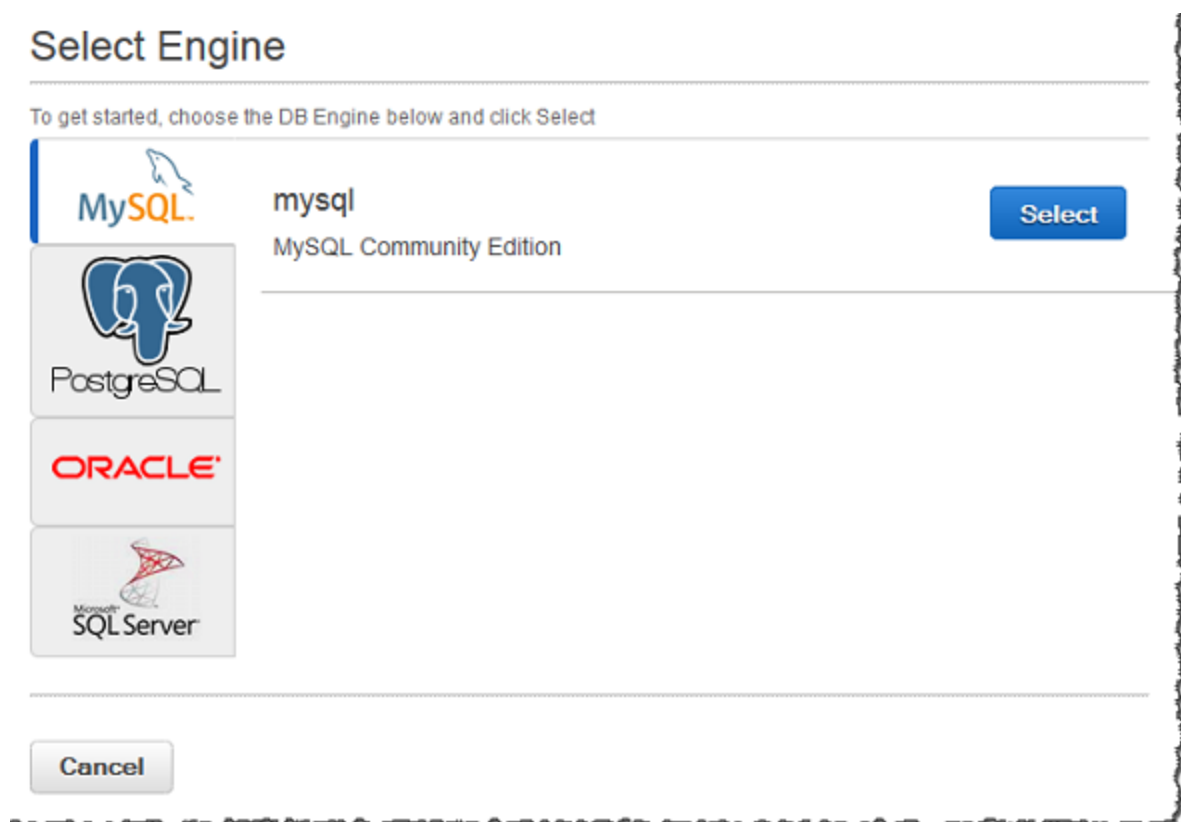 Select Engine
To get started, choose the DB Engine below and click Select
MySQL™
mysql
MySQL Community Edition
Select
PostgreSQL
ORACLE®
Microsoft®
SQL Server®
Cancel